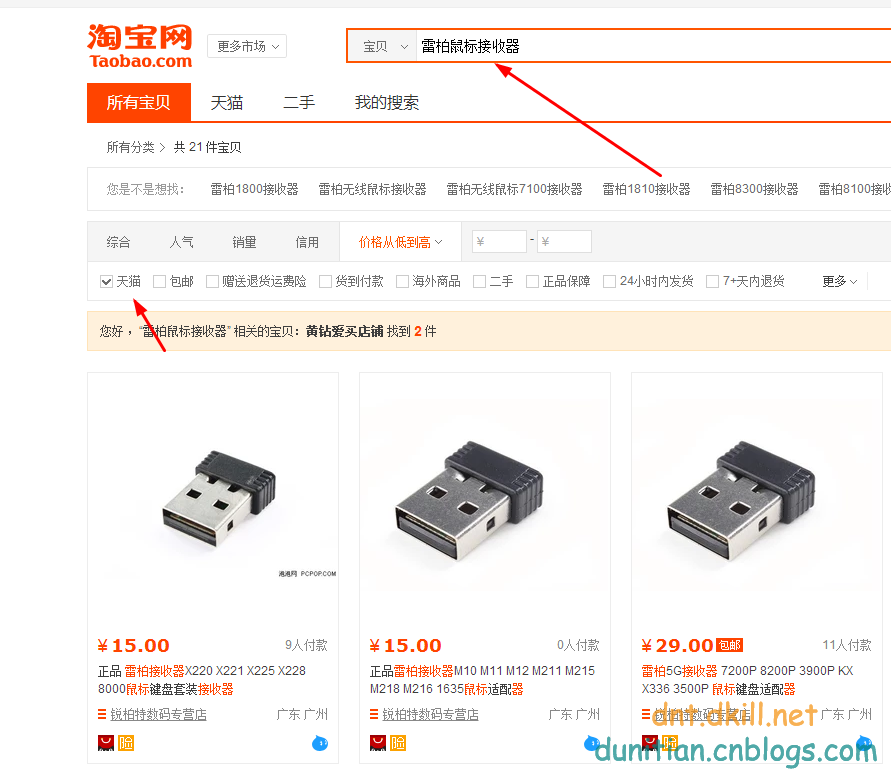 淘宝网
Taobao.com
更多市场
宝贝
雷柏鼠标接收器
所有宝贝 天猫 二手 我的搜索
所有分类 > 共 21 件宝贝
您是不是想找： 雷柏1800接收器 雷柏无线鼠标接收器 雷柏无线鼠标7100接收器 雷柏1810接收器 雷柏8300接收器 雷柏8100接收
综合 人气 销量 信用 价格从低到高 ¥ - ¥
天猫 包邮 赠送退货运费险 货到付款 海外商品 二手 正品保障 24小时内发货 7+天内退货 更多
您好，“雷柏鼠标接收器”相关的宝贝：黄钻爱买店铺 找到 2 件
泡泡网 PCPOP.COM
¥15.00 9人付款
正品 雷柏接收器X220 X221 X225 X228
8000鼠标键盘套装接收器
锐柏特数码专营店 广东 广州
险
¥15.00 0人付款
正品雷柏接收器M10 M11 M12 M211 M215
M218 M216 1635鼠标适配器
锐柏特数码专营店 广东 广州
险
¥29.00 包邮 11人付款
雷柏5G接收器 7200P 8200P 3900P KX
X336 3500P 鼠标键盘适配器
锐柏特数码专营店 广东 广州
险
dnt.dkill.net
dunitian.cnblogs.com